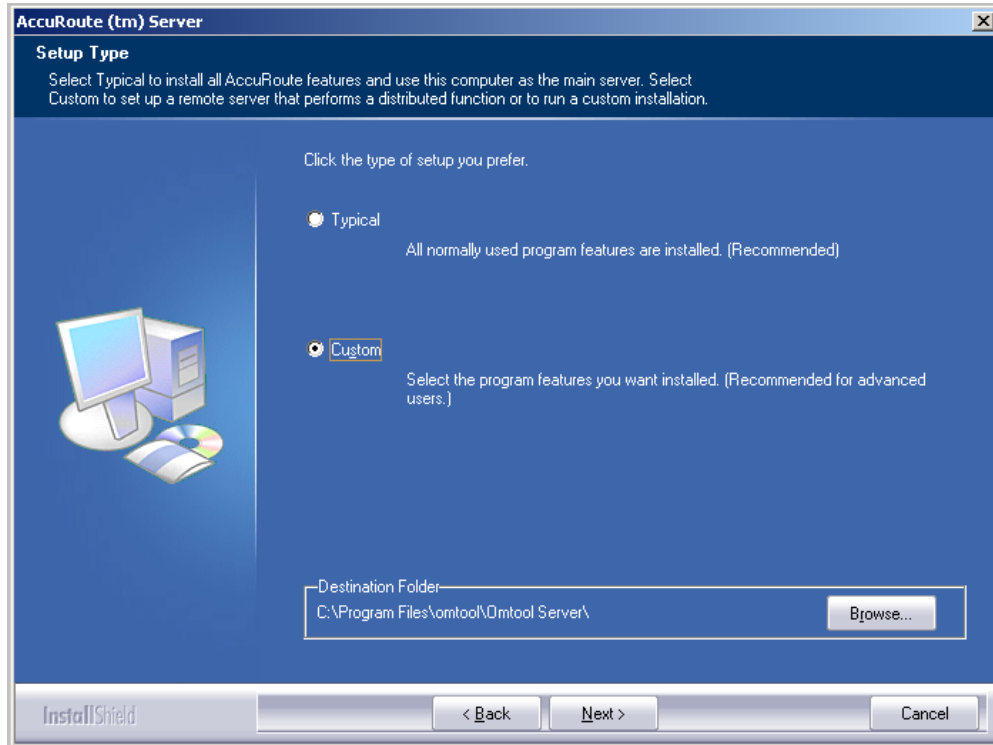 AccuRoute (tm) Server
Setup Type
Select Typical to install all AccuRoute features and use this computer as the main server. Select
Custom to set up a remote server that performs a distributed function or to run a custom installation.
Click the type of setup you prefer.
Typical
All normally used program features are installed. (Recommended)
Custom
Select the program features you want installed. (Recommended for advanced
users.)
Destination Folder
C:\Program Files\omtool\Omtool Server\
Browse...
InstallShield
< Back
Next >
Cancel